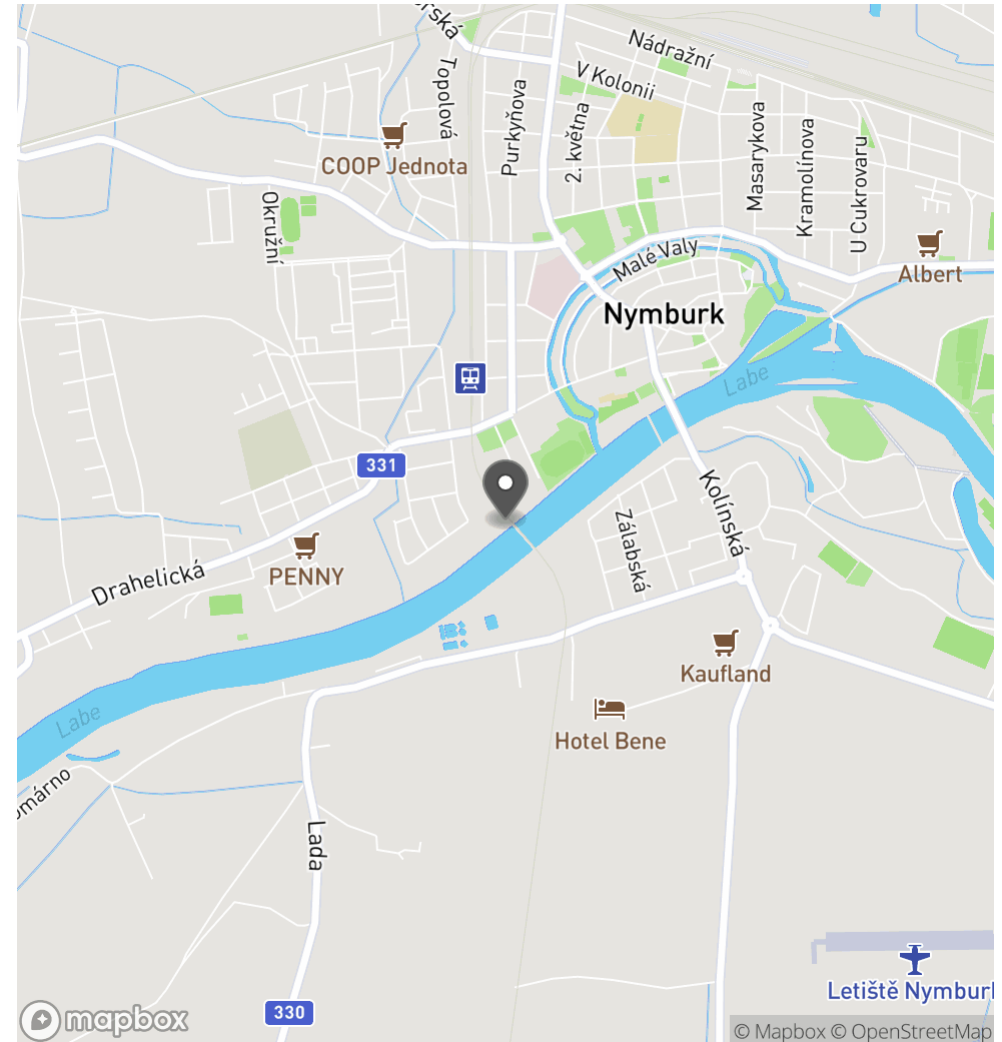 Nádražní
V Kolonii
Topolová
Purkyňova
2. května
Masarykova
Kramolínova
U Cukrovaru
COOP Jednota
Okružní
Malé Valy
Albert
Nymburk
Labe
331
Kolínská
Zálabská
PENNY
Drahelická
Kaufland
Hotel Bene
Labe
Lada
Letiště Nymburk
330
mapbox
© Mapbox © OpenStreetMap